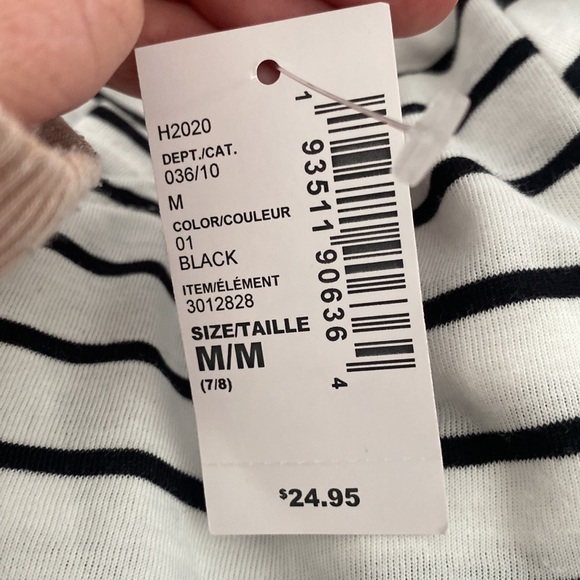 H2020
DEPT./CAT.
036/10
M
COLOR/COULEUR
01
BLACK
ITEM/ÉLÉMENT
3012828
SIZE/TAILLE
M/M
(7/8)
1 93511 90636 4
$24.95